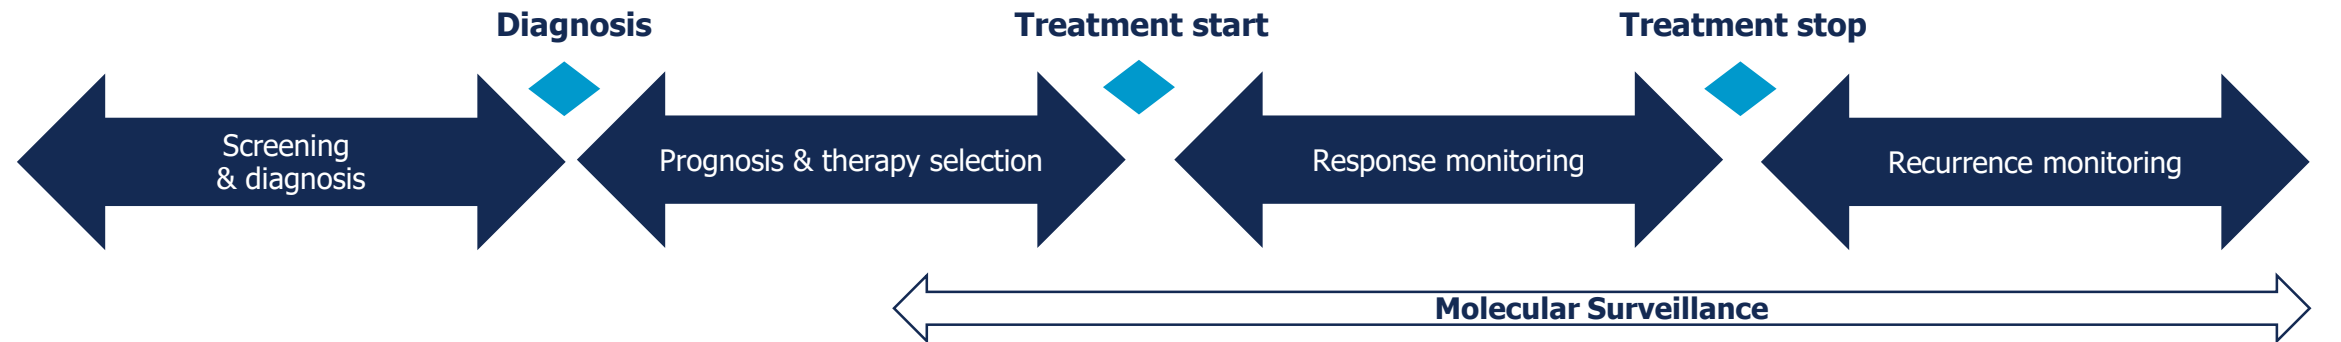 Diagnosis
Treatment start
Treatment stop
Screening
& diagnosis
Prognosis & therapy selection
Response monitoring
Recurrence monitoring
Molecular Surveillance